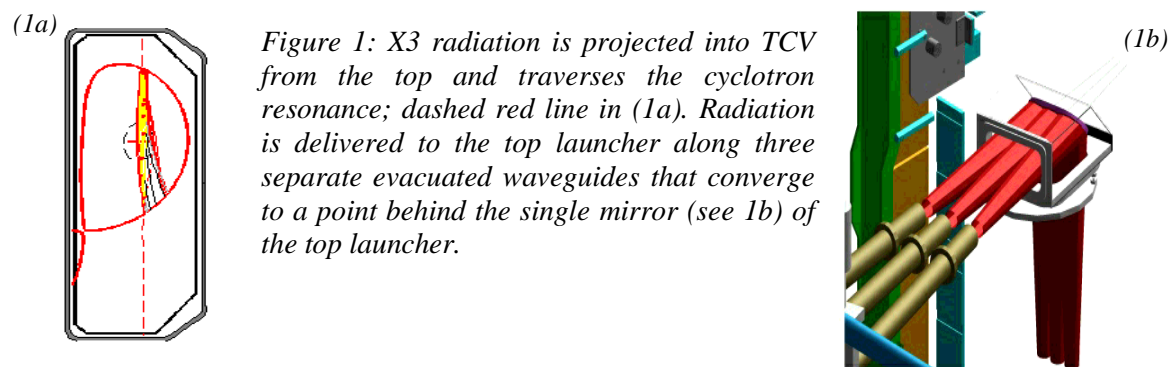 (1a)
Figure 1: X3 radiation is projected into TCV
from the top and traverses the cyclotron
resonance; dashed red line in (1a). Radiation
is delivered to the top launcher along three
separate evacuated waveguides that converge
to a point behind the single mirror (see 1b) of
the top launcher.
(1b)